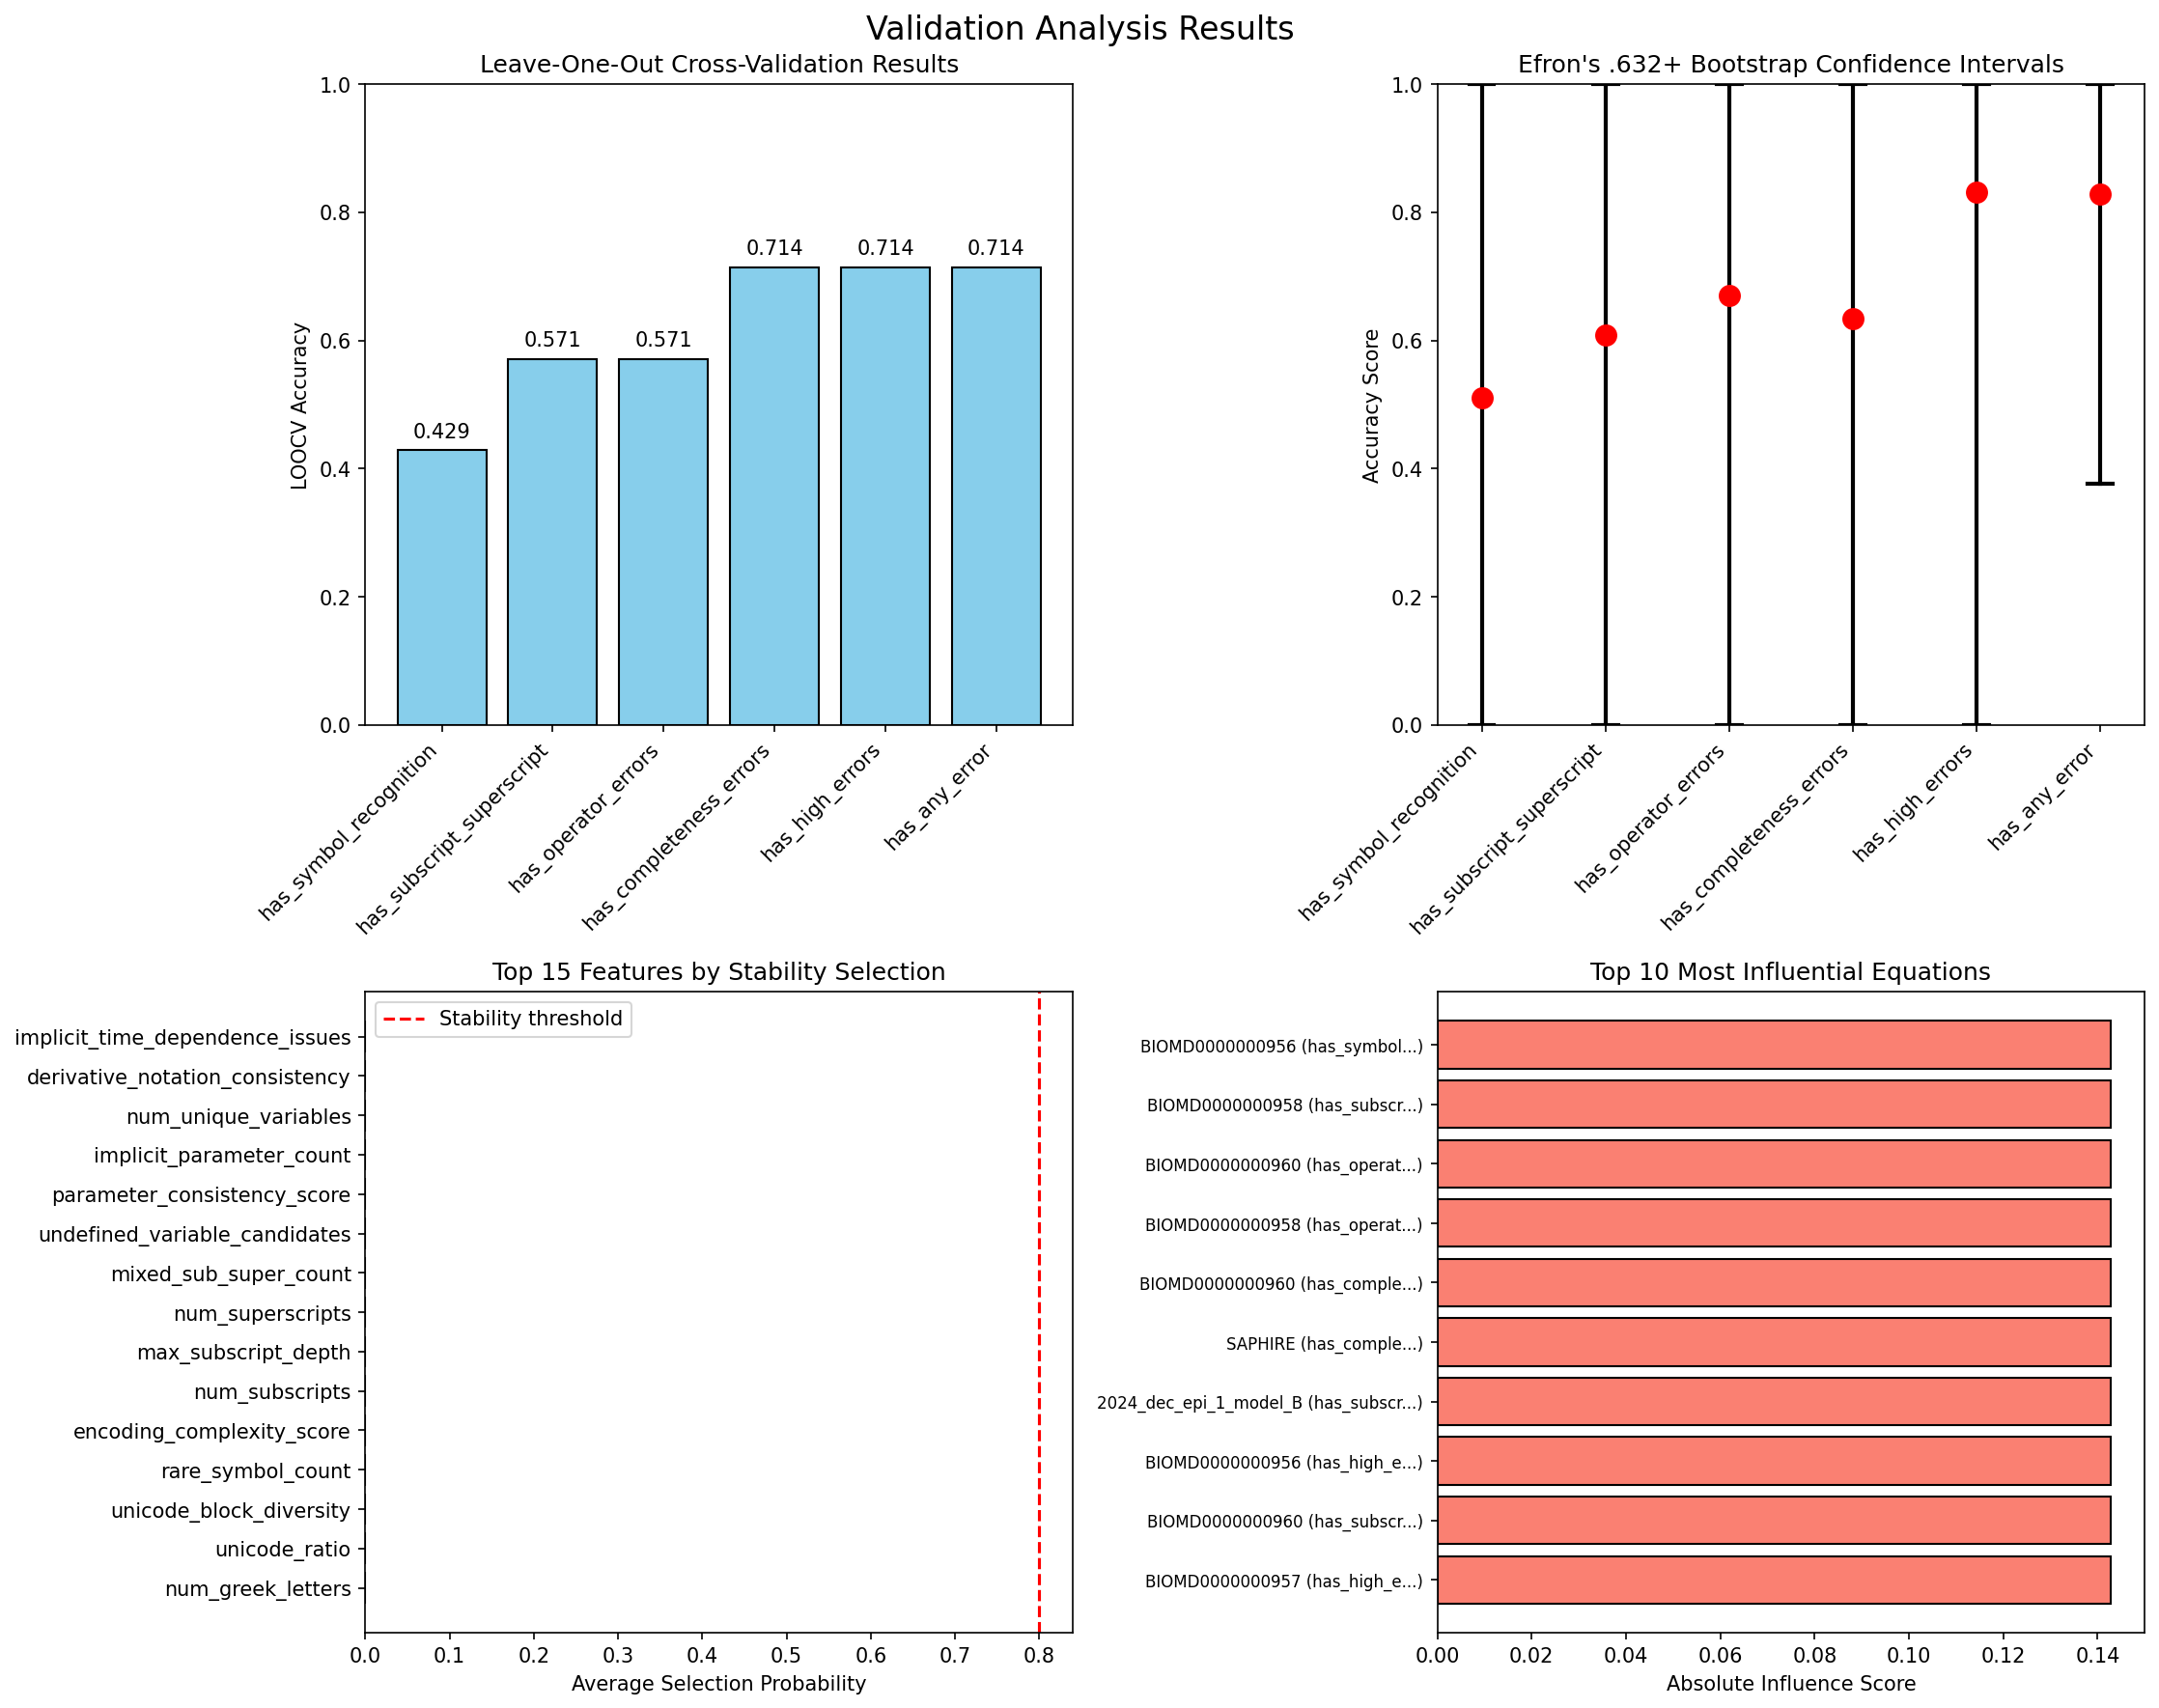 Validation Analysis Results
Leave-One-Out Cross-Validation Results
LOOCV Accuracy
1.0
0.8
0.6
0.4
0.2
0.0
0.429
0.571
0.571
0.714
0.714
0.714
has_symbol_recognition
has_subscript_superscript
has_operator_errors
has_completeness_errors
has_high_errors
has_any_error
Efron's .632+ Bootstrap Confidence Intervals
Accuracy Score
1.0
0.8
0.6
0.4
0.2
0.0
has_symbol_recognition
has_subscript_superscript
has_operator_errors
has_completeness_errors
has_high_errors
has_any_error
Top 15 Features by Stability Selection
Stability threshold
implicit_time_dependence_issues
derivative_notation_consistency
num_unique_variables
implicit_parameter_count
parameter_consistency_score
undefined_variable_candidates
mixed_sub_super_count
num_superscripts
max_subscript_depth
num_subscripts
encoding_complexity_score
rare_symbol_count
unicode_block_diversity
unicode_ratio
num_greek_letters
0.0 0.1 0.2 0.3 0.4 0.5 0.6 0.7 0.8
Average Selection Probability
Top 10 Most Influential Equations
BIOMD0000000956 (has_symbol...)
BIOMD0000000958 (has_subscr...)
BIOMD0000000960 (has_operat...)
BIOMD0000000958 (has_operat...)
BIOMD0000000960 (has_comple...)
SAPHIRE (has_comple...)
2024_dec_epi_1_model_B (has_subscr...)
BIOMD0000000956 (has_high_e...)
BIOMD0000000960 (has_subscr...)
BIOMD0000000957 (has_high_e...)
0.00 0.02 0.04 0.06 0.08 0.10 0.12 0.14
Absolute Influence Score